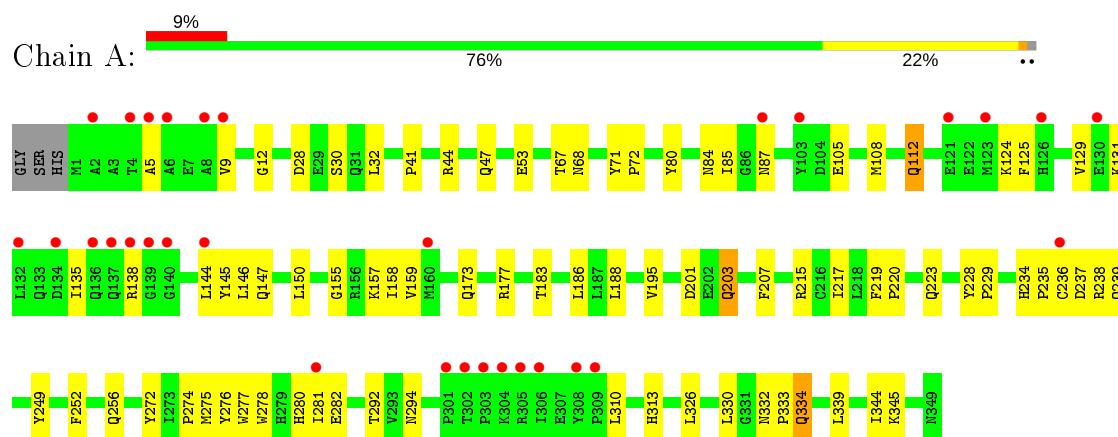 9%
Chain A:
76% 22% ••
GLY SER HIS M1 A2 A3 T4 A5 A6 E7 A8 V9 G12 D28 E29 S30 Q31 L32 P41 R44 Q47 E53 T67 N68 Y71 P72 Y80 N84 I85 G86 N87 Y103 D104 E105 M108 Q112 E121 E122 M123 K124 F125 H126 V129 E130 K131
L132 Q133 D134 I135 Q136 Q137 R138 G139 G140 L144 Y145 L146 Q147 L150 G155 R156 K157 I158 V159 M160 Q173 R177 T183 L186 L187 L188 V195 D201 E202 Q203 F207 R215 C216 I217 L218 F219 P220 Q223 Y228 P229 H234 P235 C236 D237 R238
Y249 F252 Q256 Y272 I273 P274 M275 Y276 W277 W278 H279 H280 I281 E282 T292 V293 N294 P301 T302 P303 K304 R305 I306 E307 Y308 P309 L310 H313 L326 L330 G331 N332 P333 Q334 L339 I344 K345 N349